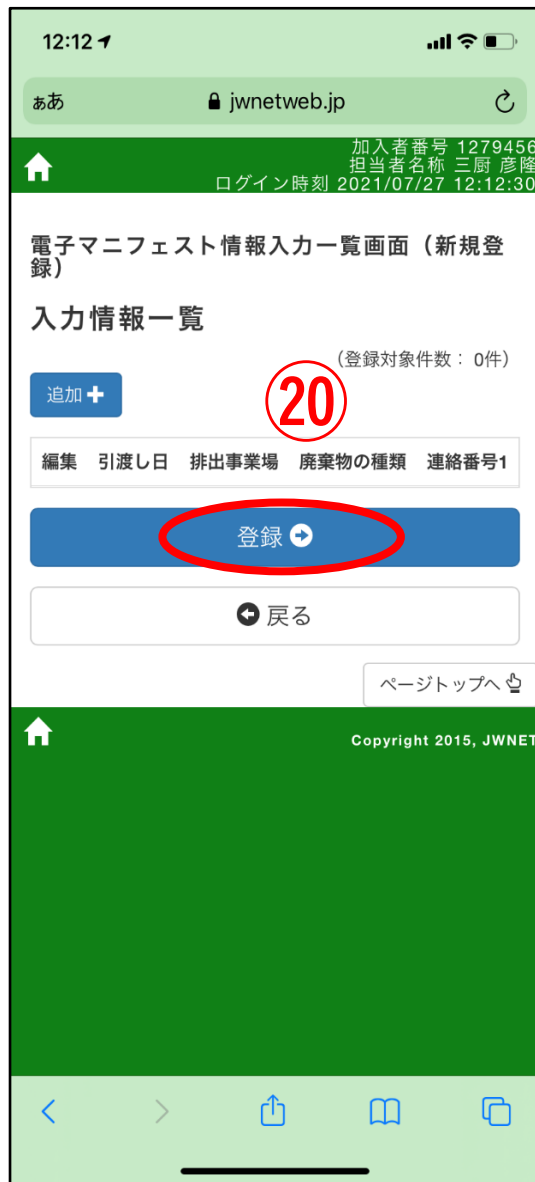 12:12
ぁあ jwnetweb.jp
加入者番号 1279456
担当者名称 三厨 彦隆
ログイン時刻 2021/07/27 12:12:30
電子マニフェスト情報入力一覧画面（新規登
録）
入力情報一覧
（登録対象件数： 0件）
追加
⑳
編集 引渡し日 排出事業場 廃棄物の種類 連絡番号1
登録
戻る
ページトップへ
Copyright 2015, JWNET